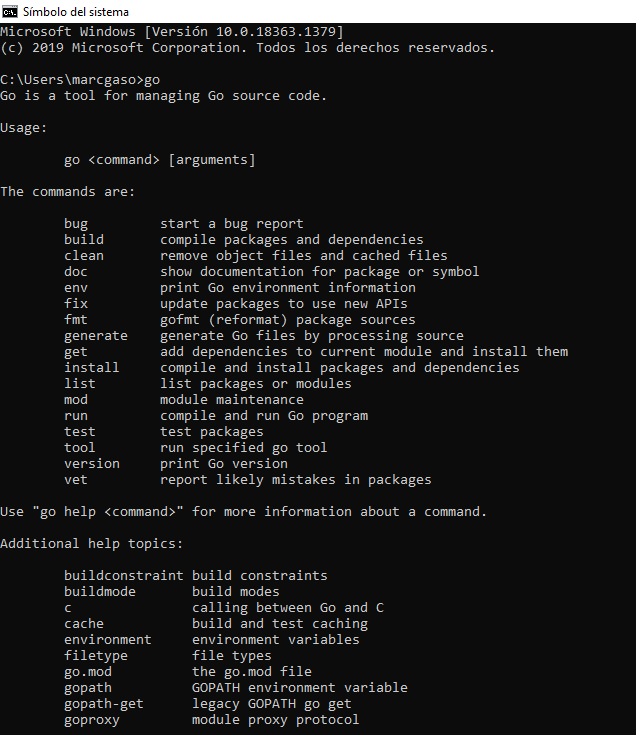 Símbolo del sistema
Microsoft Windows [Versión 10.0.18363.1379]
(c) 2019 Microsoft Corporation. Todos los derechos reservados.
C:\Users\marcgaso>go
Go is a tool for managing Go source code.
Usage:
go <command> [arguments]
The commands are:
bug start a bug report
build compile packages and dependencies
clean remove object files and cached files
doc show documentation for package or symbol
env print Go environment information
fix update packages to use new APIs
fmt gofmt (reformat) package sources
generate generate Go files by processing source
get add dependencies to current module and install them
install compile and install packages and dependencies
list list packages or modules
mod module maintenance
run compile and run Go program
test test packages
tool run specified go tool
version print Go version
vet report likely mistakes in packages
Use "go help <command>" for more information about a command.
Additional help topics:
buildconstraint build constraints
buildmode build modes
c calling between Go and C
cache build and test caching
environment environment variables
filetype file types
go.mod the go.mod file
gopath GOPATH environment variable
gopath-get legacy GOPATH go get
goproxy module proxy protocol